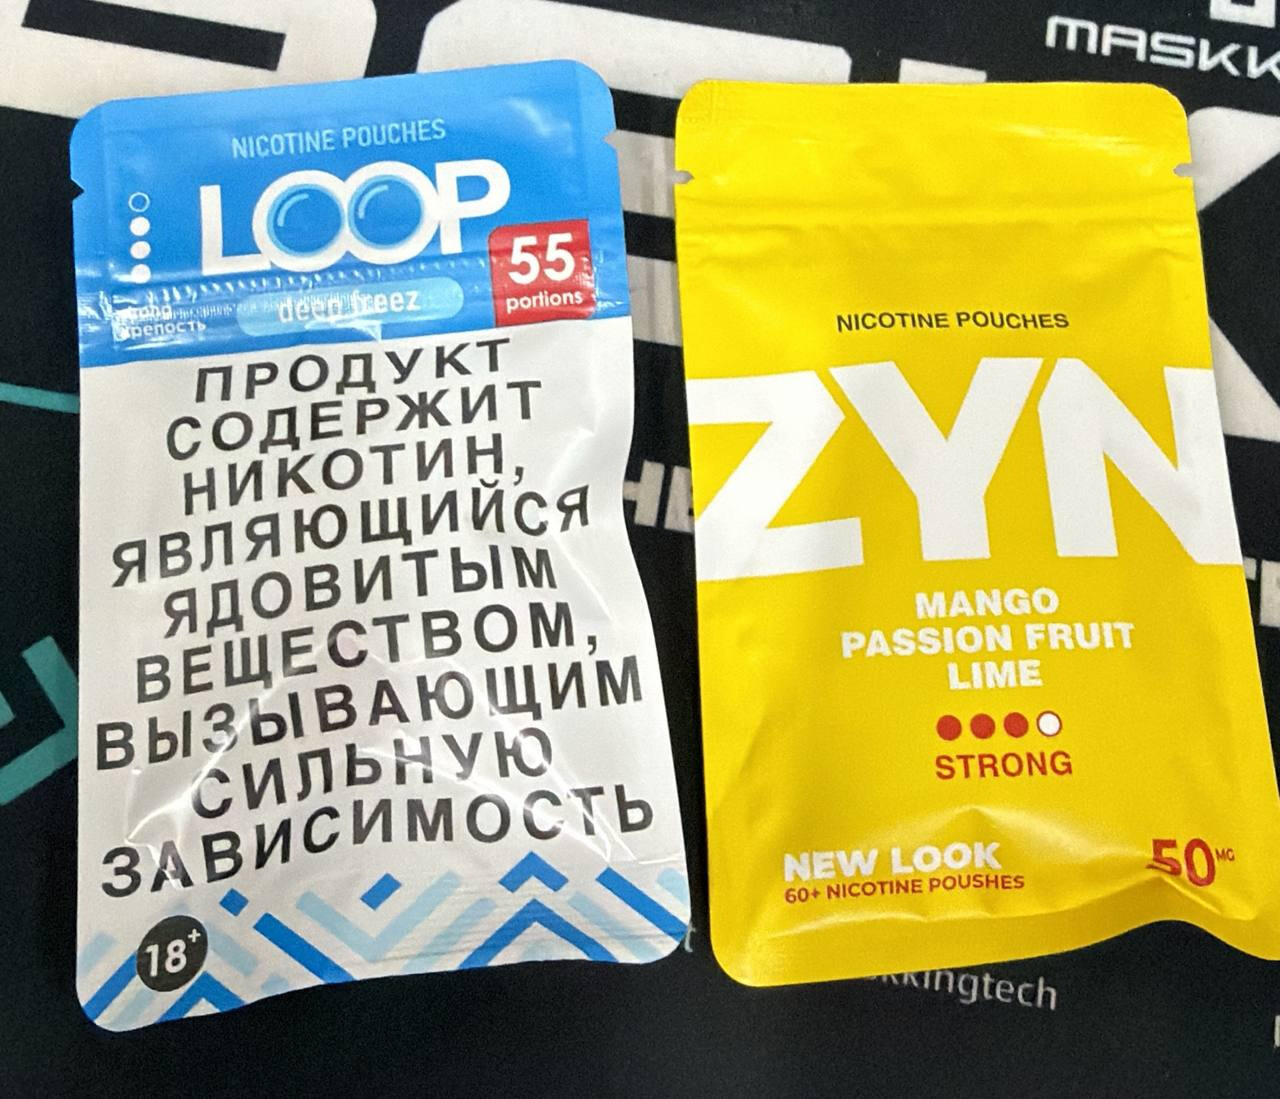 MASKK
NICOTINE POUCHES
LOOP
55
portions
deep freez
strong
крепость
ПРОДУКТ
СОДЕРЖИТ
НИКОТИН,
ЯВЛЯЮЩИЙСЯ
ЯДОВИТЫМ
ВЕЩЕСТВОМ,
ВЫЗЫВАЮЩИМ
СИЛЬНУЮ
ЗАВИСИМОСТЬ
18+
NICOTINE POUCHES
ZYN
MANGO
PASSION FRUIT
LIME
STRONG
NEW LOOK
60+ NICOTINE POUSHES
50MG
kkingtech